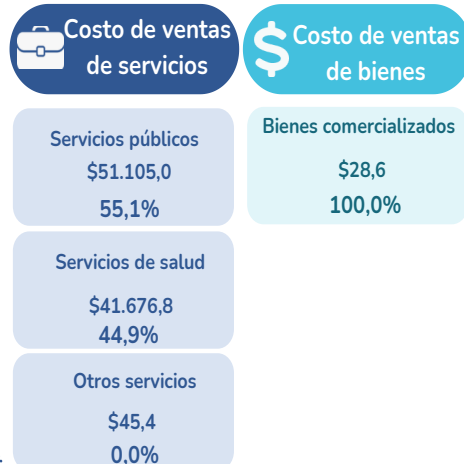 Costo de ventas
de servicios
Servicios públicos
$51.105,0
55,1%
Servicios de salud
$41.676,8
44,9%
Otros servicios
$45,4
0,0%
$ Costo de ventas
de bienes
Bienes comercializados
$28,6
100,0%